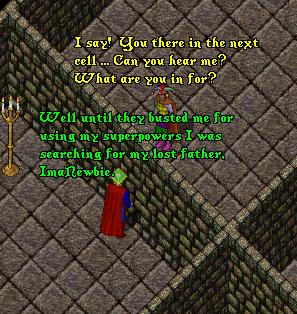 I say! You there in the next
cell ... Can you hear me?
What are you in for?
Well until they busted me for
using my superpowers I was
searching for my lost father,
ImaNewbie.